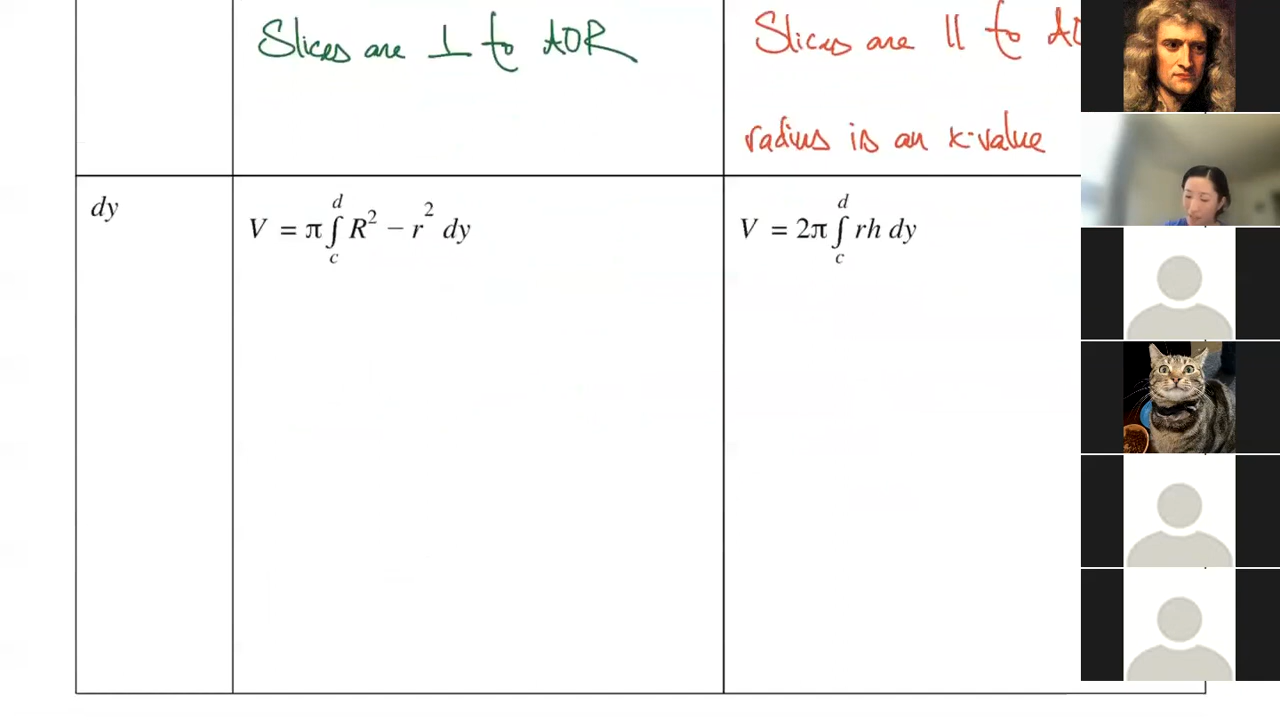 Slices are ⊥ to AOR
Slices are || to
radius is an x-value
dy
V = π∫_c^d R² − r² dy
V = 2π∫_c^d rh dy